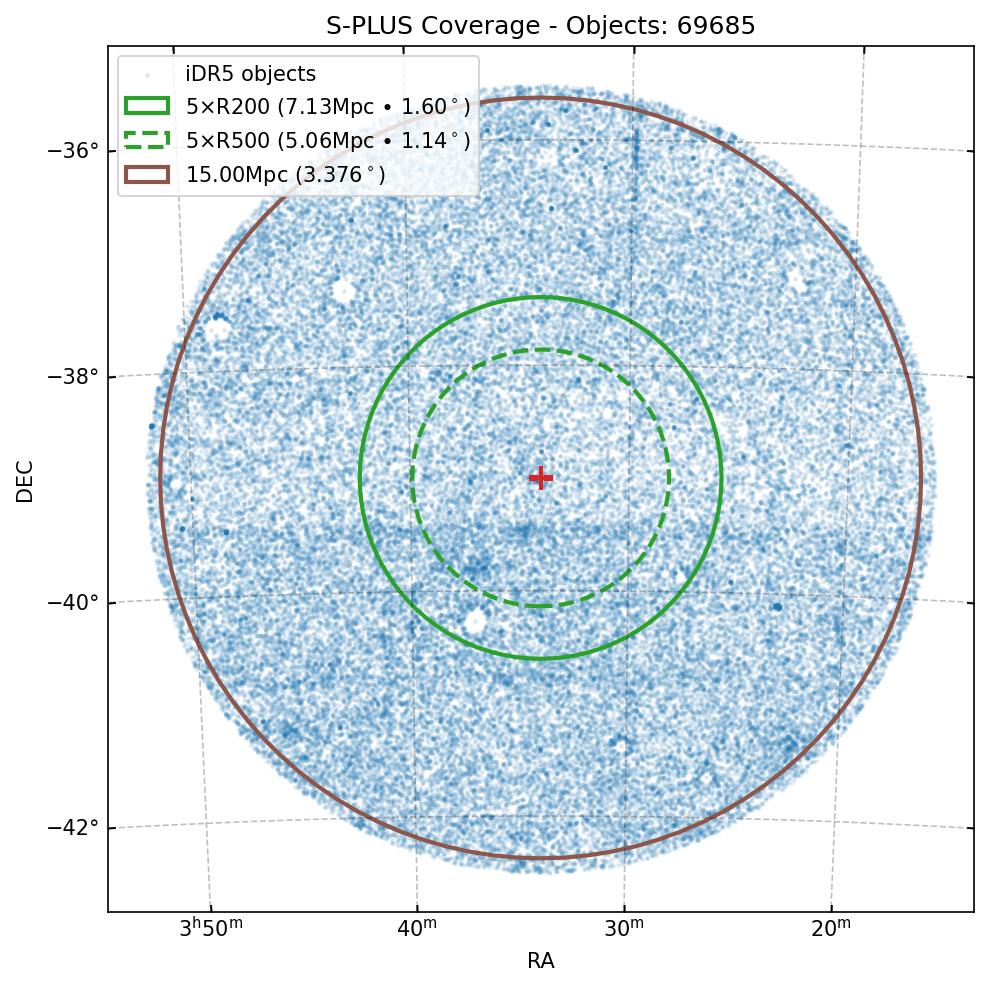 S-PLUS Coverage - Objects: 69685
iDR5 objects
5×R200 (7.13Mpc • 1.60°)
5×R500 (5.06Mpc • 1.14°)
15.00Mpc (3.376°)
−36°
−38°
−40°
−42°
DEC
3ʰ50ᵐ 40ᵐ 30ᵐ 20ᵐ
RA